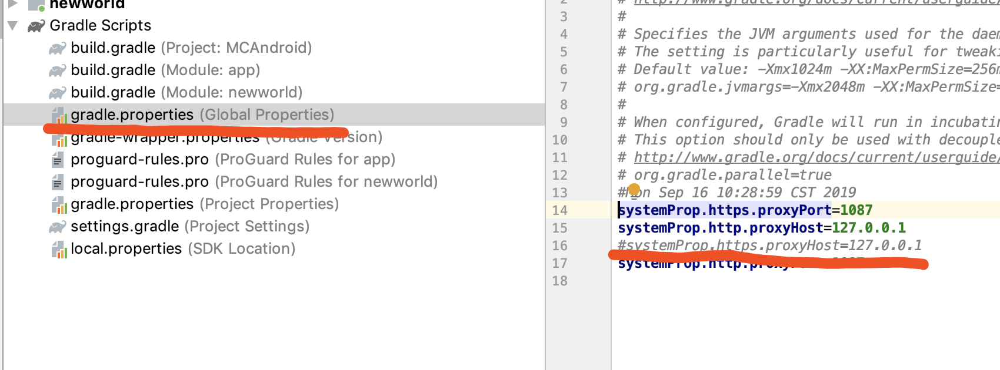 newworld
Gradle Scripts
build.gradle (Project: MCAndroid)
build.gradle (Module: app)
build.gradle (Module: newworld)
gradle.properties (Global Properties)
gradle-wrapper.properties (Gradle Version)
proguard-rules.pro (ProGuard Rules for app)
proguard-rules.pro (ProGuard Rules for newworld)
gradle.properties (Project Properties)
settings.gradle (Project Settings)
local.properties (SDK Location)
2 # http://www.gradle.org/docs/current/userguide/
3 #
4 # Specifies the JVM arguments used for the daem
5 # The setting is particularly useful for tweaki
6 # Default value: -Xmx1024m -XX:MaxPermSize=256m
7 # org.gradle.jvmargs=-Xmx2048m -XX:MaxPermSize=
8 #
9 # When configured, Gradle will run in incubatin
10 # This option should only be used with decouple
11 # http://www.gradle.org/docs/current/userguide/
12 # org.gradle.parallel=true
13 #Mon Sep 16 10:28:59 CST 2019
14 systemProp.https.proxyPort=1087
15 systemProp.http.proxyHost=127.0.0.1
16 #systemProp.https.proxyHost=127.0.0.1
17 systemProp.http.proxyPort=1087
18